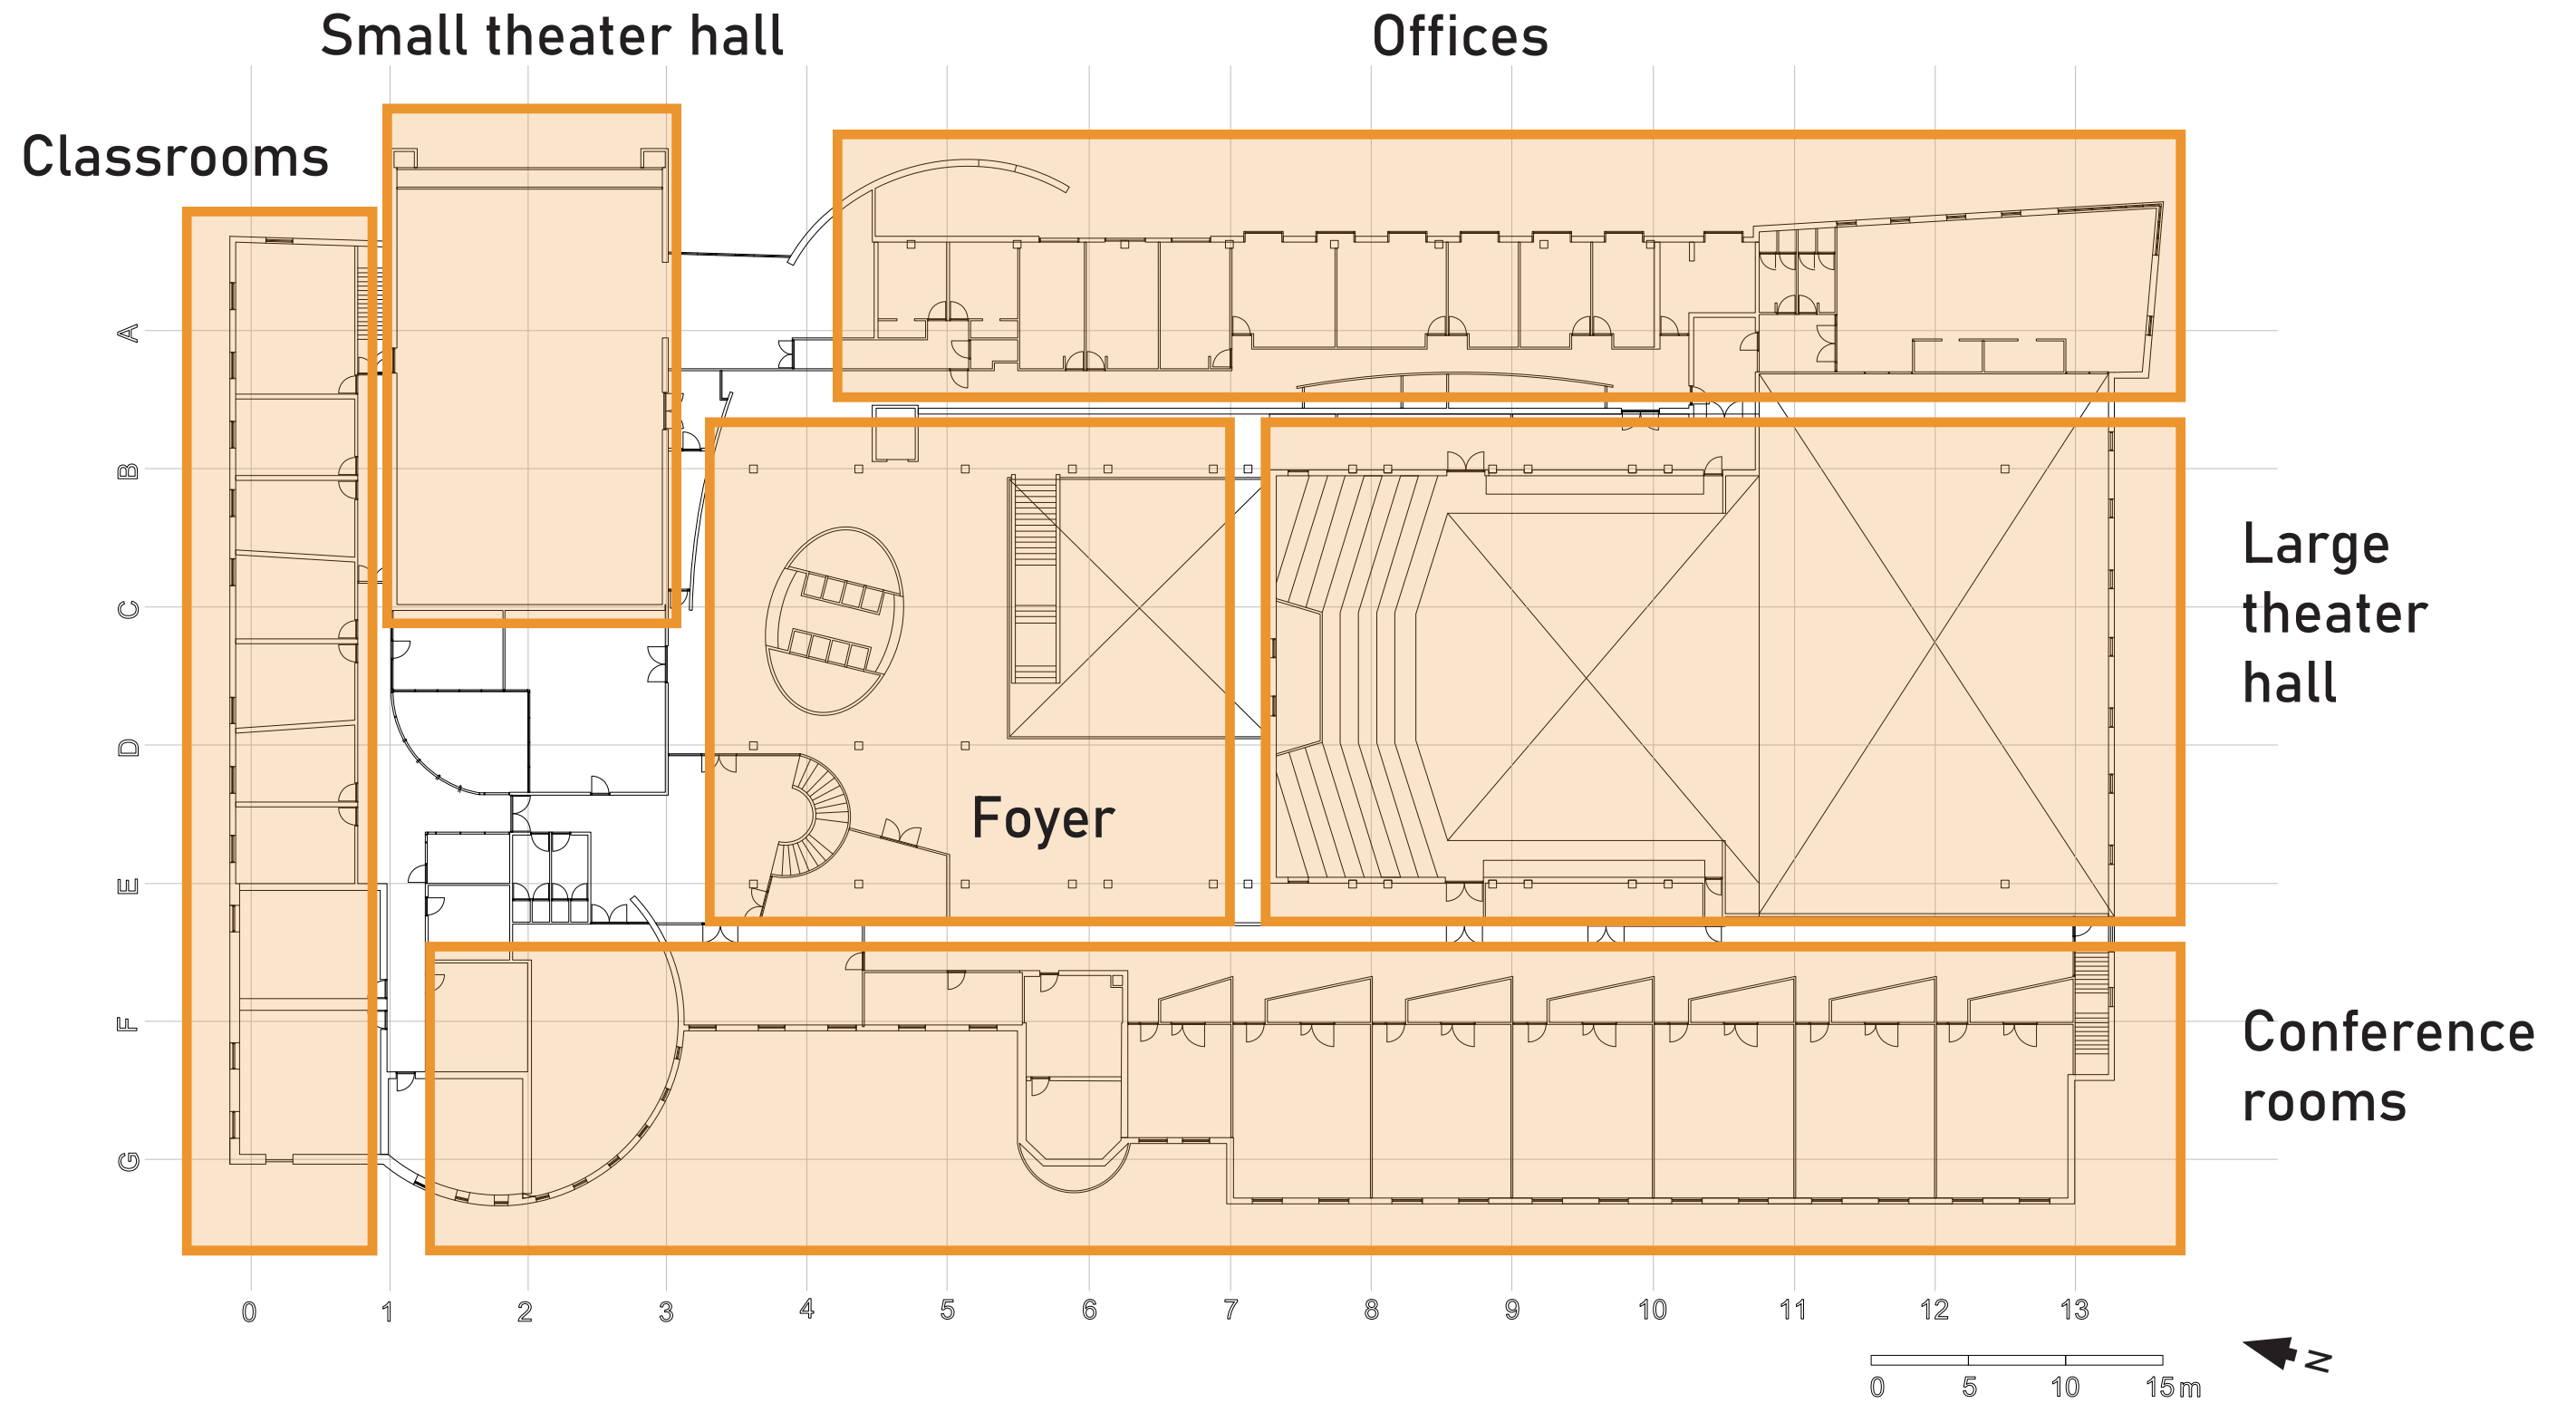 Small theater hall
Offices
Classrooms
A
B
C
D
E
F
G
Foyer
Large
theater
hall
Conference
rooms
0 1 2 3 4 5 6 7 8 9 10 11 12 13
N
0 5 10 15 m